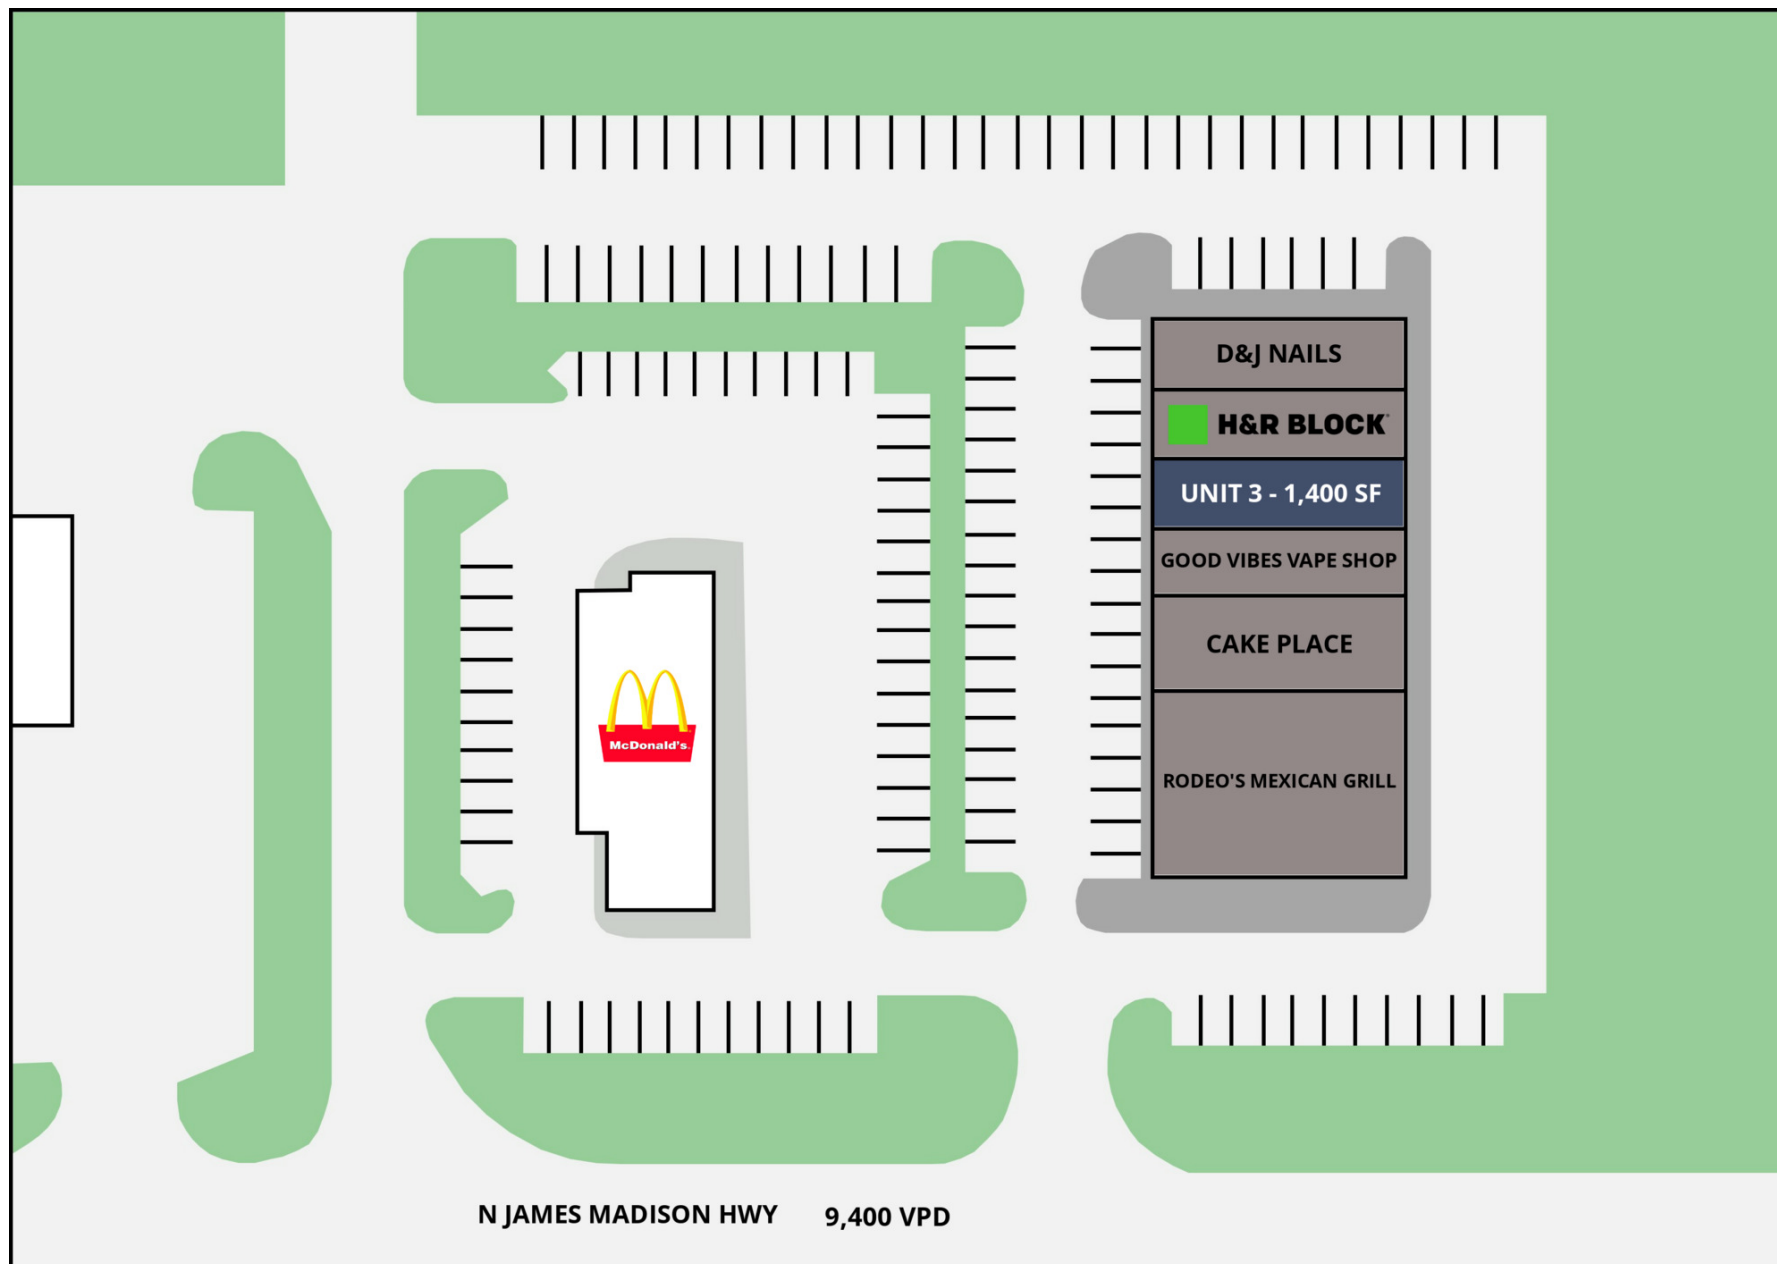 D&J NAILS
H&R BLOCK
UNIT 3 - 1,400 SF
GOOD VIBES VAPE SHOP
CAKE PLACE
RODEO'S MEXICAN GRILL
McDonald's
N JAMES MADISON HWY 9,400 VPD